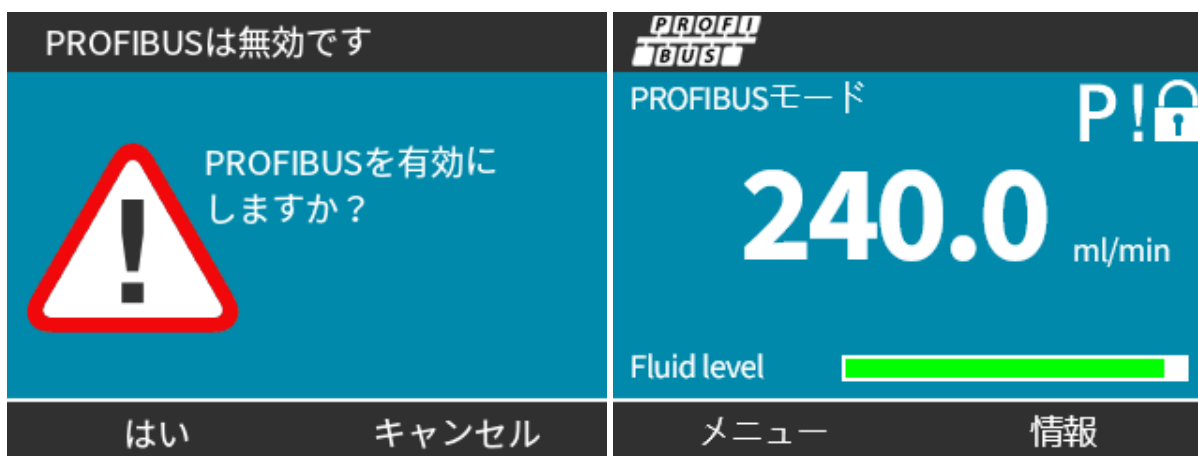 PROFIBUSは無効です
PROFIBUSを有効に
しますか？
!
はい
キャンセル
PROFI
BUS
PROFIBUSモード
P!
240.0 ml/min
Fluid level
メニュー
情報